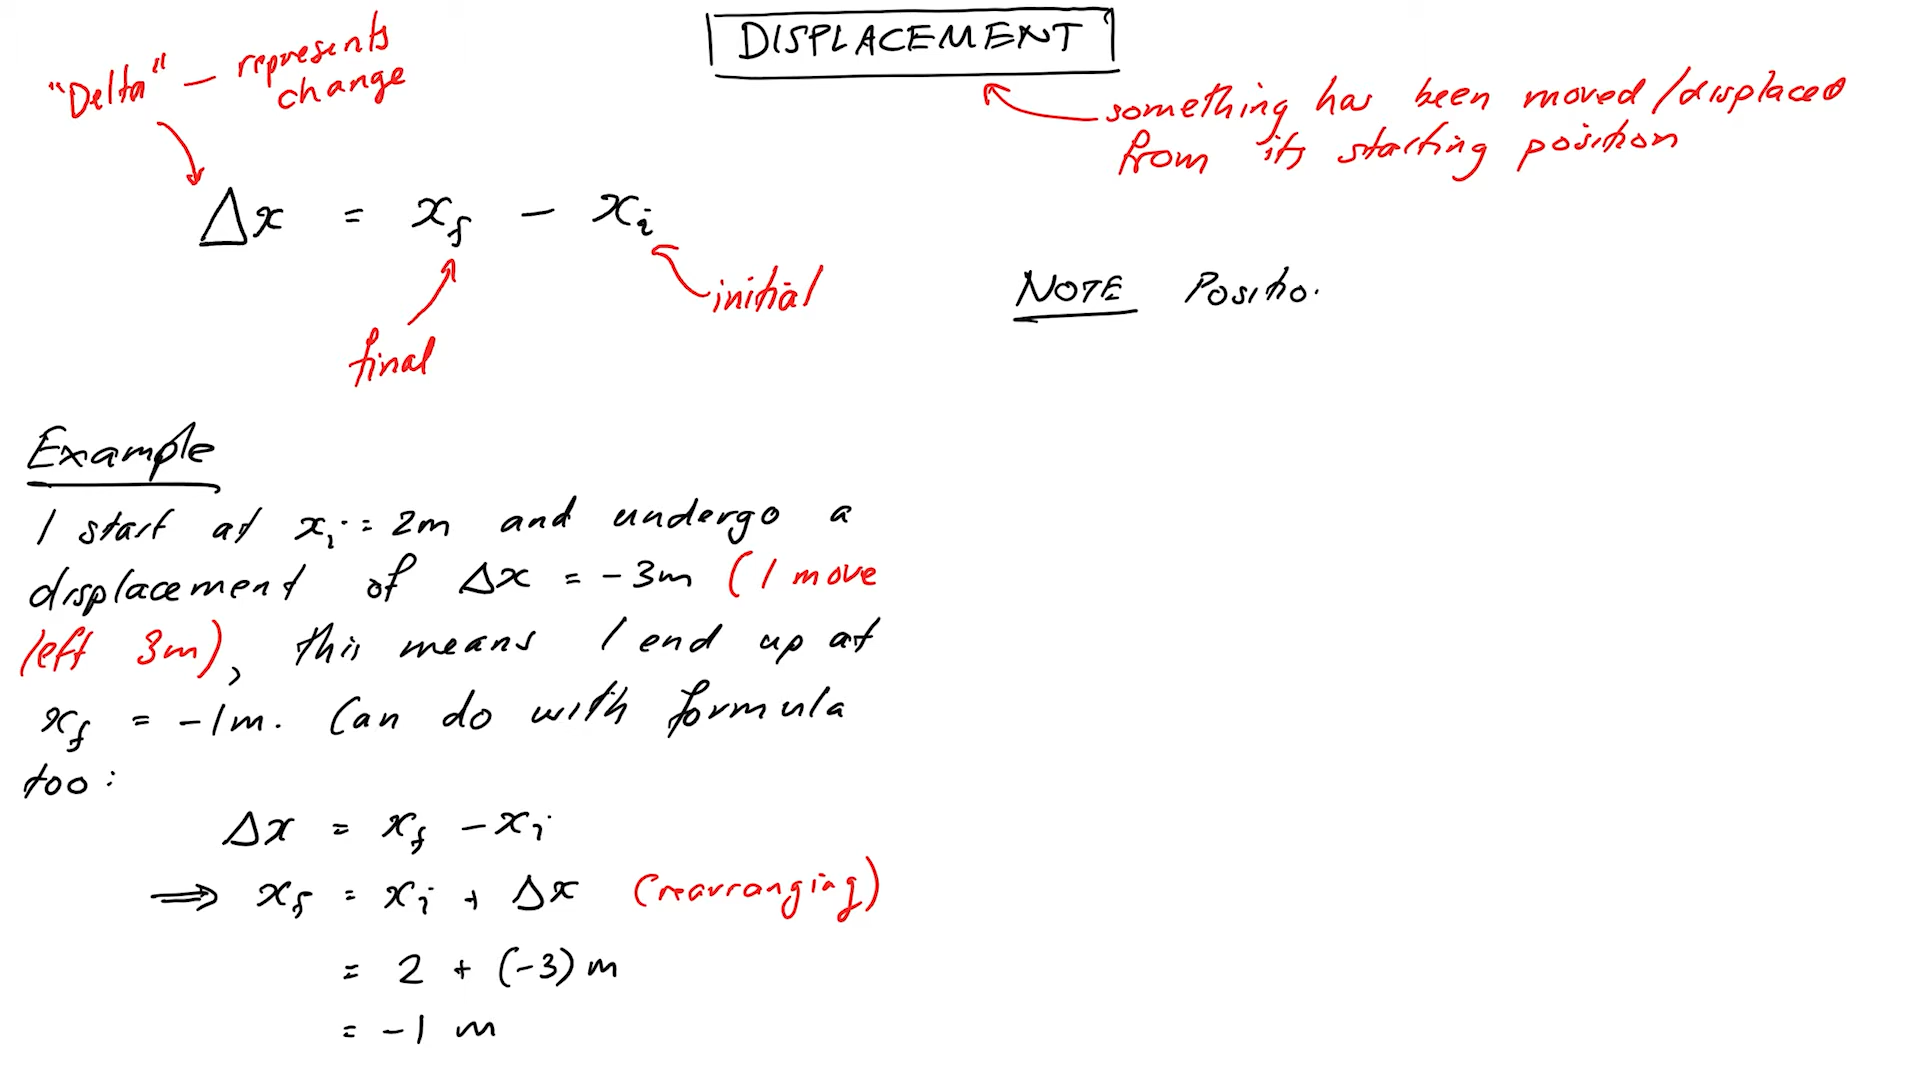 DISPLACEMENT
"Delta" — represents
change
something has been moved/displaced
from its starting position
Δx = x_f − x_i
final
initial
NOTE Positio
Example
I start at x_i = 2m and undergo a
displacement of Δx = -3m (I move
left 3m), this means I end up at
x_f = -1m. Can do with formula
too:
Δx = x_f − x_i
⟹ x_f = x_i + Δx (rearranging)
= 2 + (-3) m
= -1 m